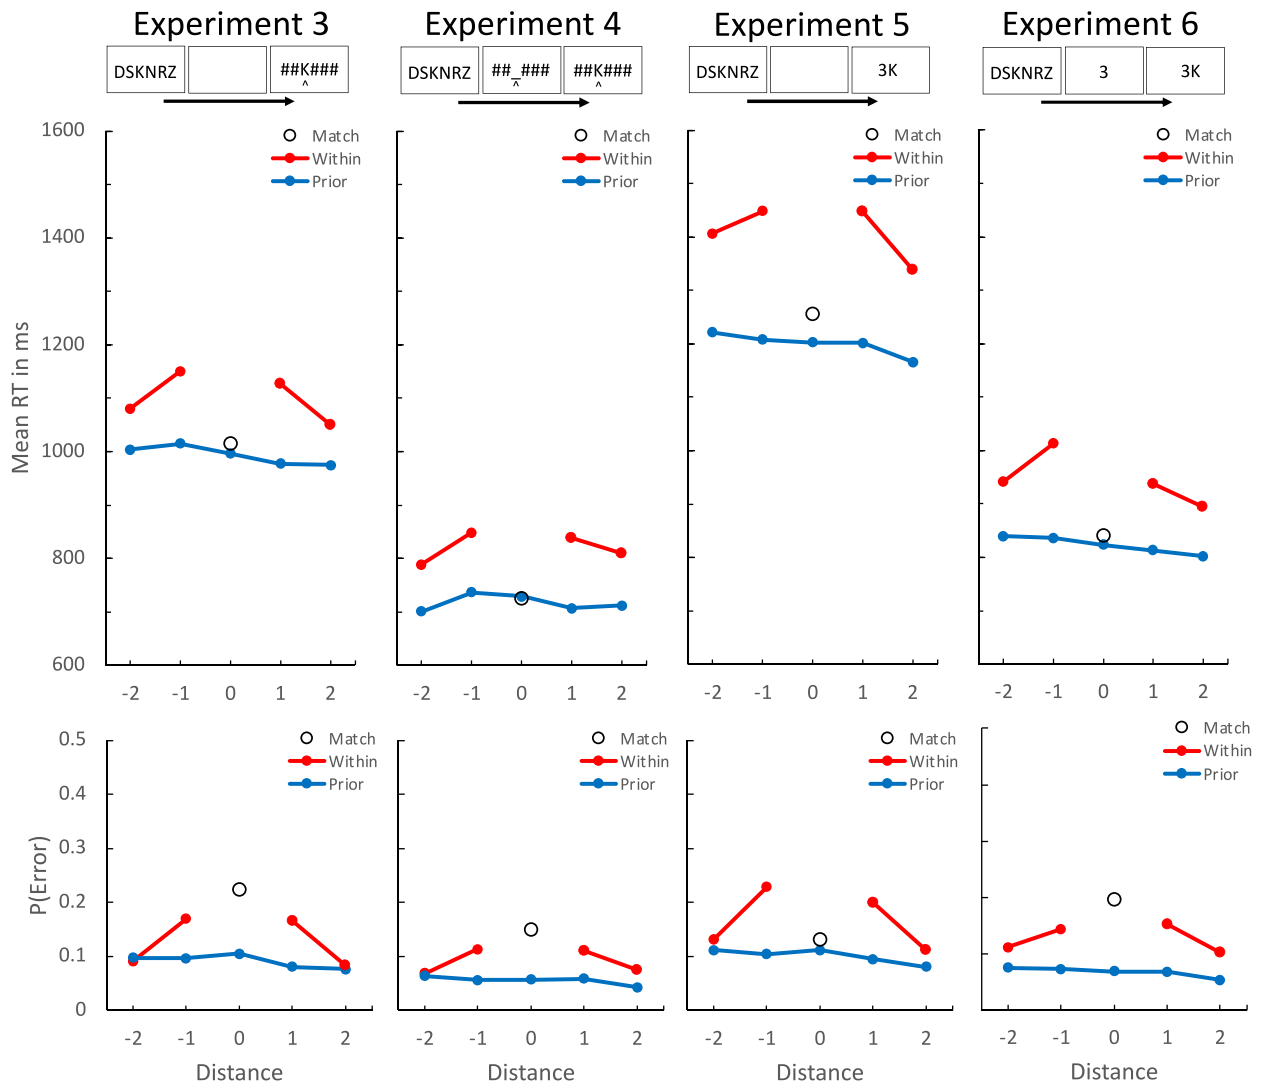 Experiment 3 Experiment 4 Experiment 5 Experiment 6
DSKNRZ ##K### DSKNRZ ##_### ##K### DSKNRZ 3K DSKNRZ 3 3K
^ ^ ^
1600 Match Match Match Match
Within Within Within Within
Prior Prior Prior Prior
1400
1200
Mean RT in ms
1000
800
600
-2 -1 0 1 2 -2 -1 0 1 2 -2 -1 0 1 2 -2 -1 0 1 2
0.5 Match Match Match Match
Within Within Within Within
Prior Prior Prior Prior
0.4
0.3
P(Error)
0.2
0.1
0
-2 -1 0 1 2 -2 -1 0 1 2 -2 -1 0 1 2 -2 -1 0 1 2
Distance Distance Distance Distance